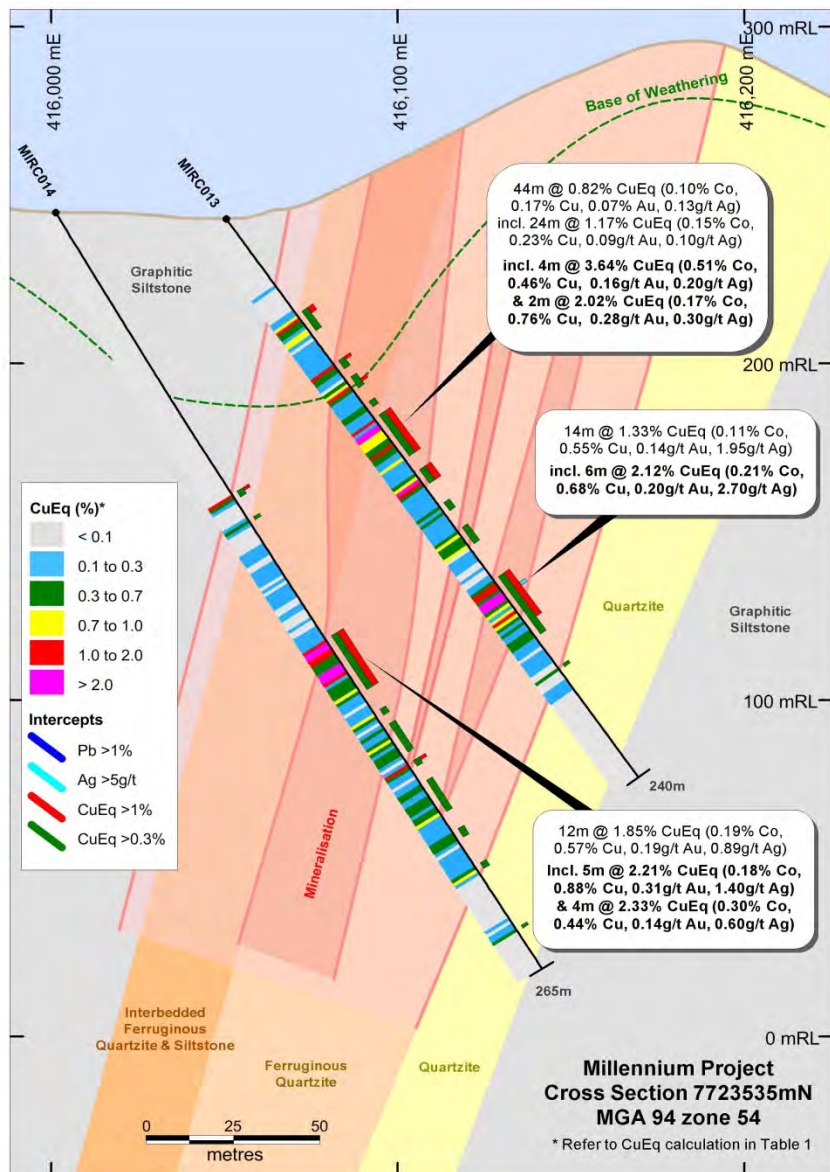 416,000 mE
416,100 mE
416,200 mE
300 mRL
Base of Weathering
MIRC014
MIRC013
44m @ 0.82% CuEq (0.10% Co,
0.17% Cu, 0.07% Au, 0.13g/t Ag)
incl. 24m @ 1.17% CuEq (0.15% Co,
0.23% Cu, 0.09g/t Au, 0.10g/t Ag)
incl. 4m @ 3.64% CuEq (0.51% Co,
0.46% Cu, 0.16g/t Au, 0.20g/t Ag)
& 2m @ 2.02% CuEq (0.17% Co,
0.76% Cu, 0.28g/t Au, 0.30g/t Ag)
Graphitic
Siltstone
200 mRL
14m @ 1.33% CuEq (0.11% Co,
0.55% Cu, 0.14g/t Au, 1.95g/t Ag)
incl. 6m @ 2.12% CuEq (0.21% Co,
0.68% Cu, 0.20g/t Au, 2.70g/t Ag)
CuEq (%)*
< 0.1
0.1 to 0.3
0.3 to 0.7
0.7 to 1.0
1.0 to 2.0
> 2.0
Intercepts
Pb >1%
Ag >5g/t
CuEq >1%
CuEq >0.3%
Quartzite
Graphitic
Siltstone
100 mRL
240m
Mineralisation
12m @ 1.85% CuEq (0.19% Co,
0.57% Cu, 0.19g/t Au, 0.89g/t Ag)
Incl. 5m @ 2.21% CuEq (0.18% Co,
0.88% Cu, 0.31g/t Au, 1.40g/t Ag)
& 4m @ 2.33% CuEq (0.30% Co,
0.44% Cu, 0.14g/t Au, 0.60g/t Ag)
265m
Interbedded
Ferruginous
Quartzite & Siltstone
Ferruginous
Quartzite
Quartzite
0 mRL
Millennium Project
Cross Section 7723535mN
MGA 94 zone 54
* Refer to CuEq calculation in Table 1
0 25 50
metres